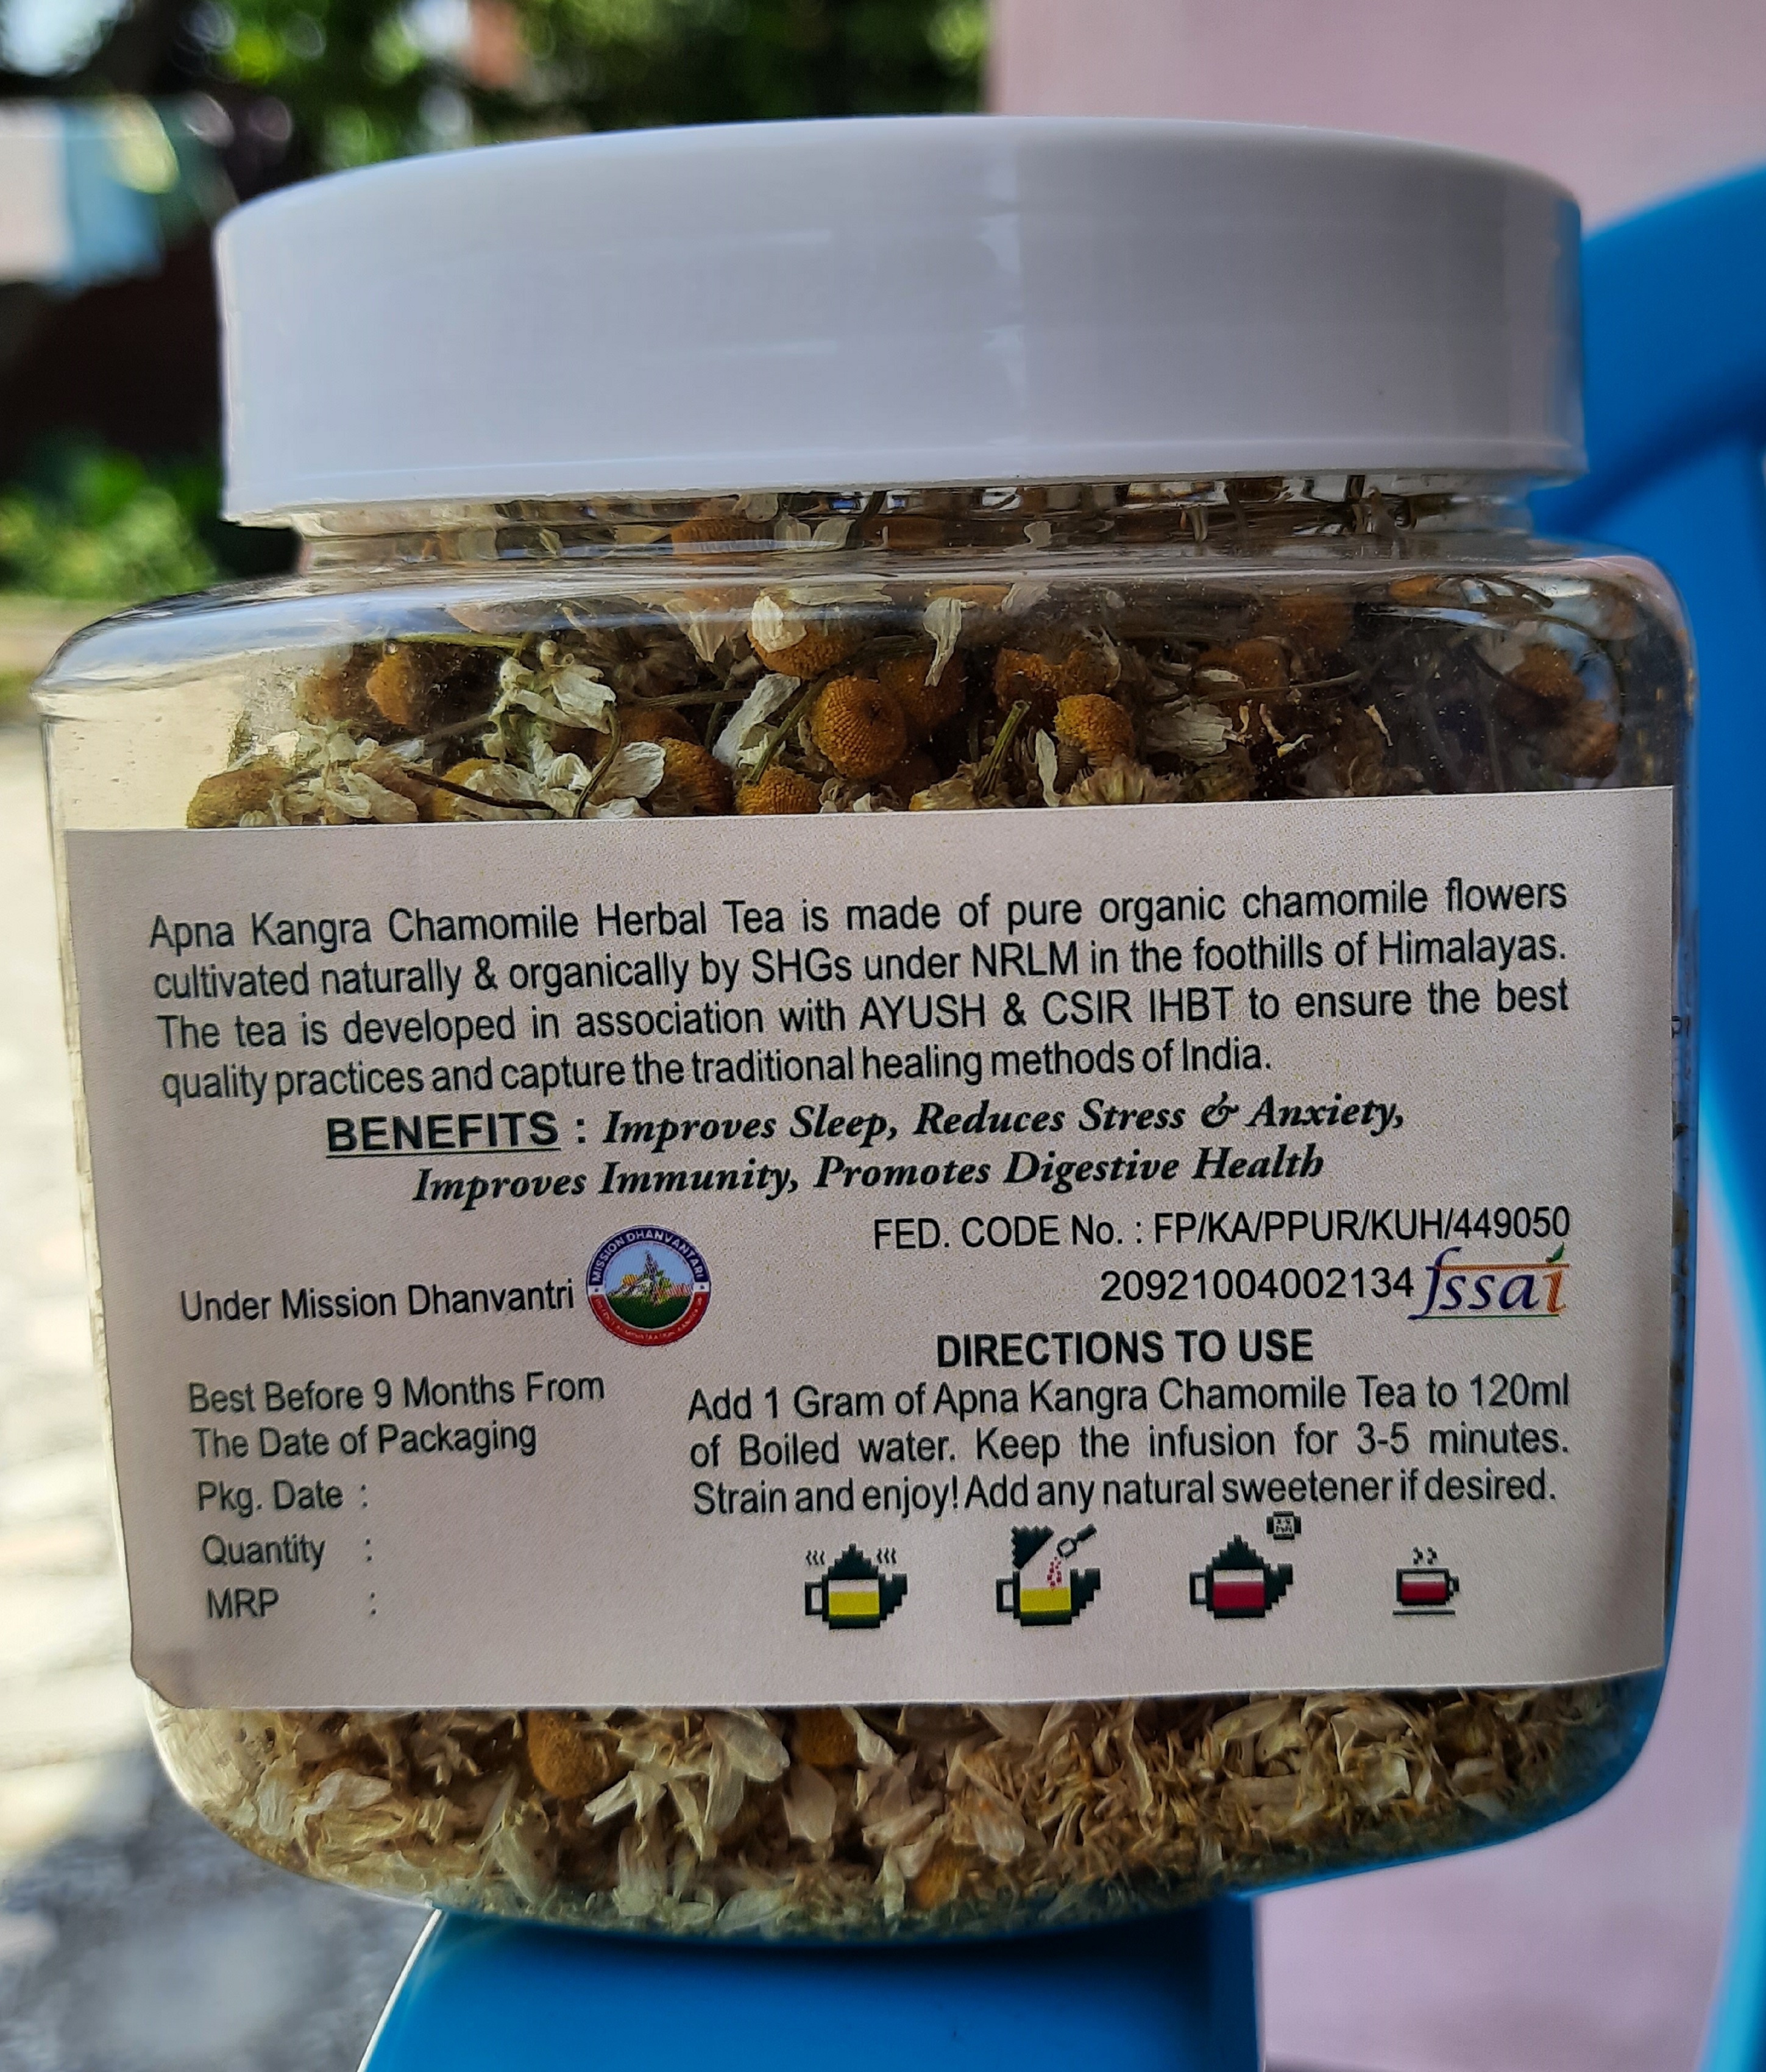 Apna Kangra Chamomile Herbal Tea is made of pure organic chamomile flowers
cultivated naturally & organically by SHGs under NRLM in the foothills of Himalayas.
The tea is developed in association with AYUSH & CSIR IHBT to ensure the best
quality practices and capture the traditional healing methods of India.
BENEFITS : Improves Sleep, Reduces Stress & Anxiety,
Improves Immunity, Promotes Digestive Health
FED. CODE No. : FP/KA/PPUR/KUH/449050
20921004002134 fssai
Under Mission Dhanvantri
MISSION DHANVANTARI
Best Before 9 Months From
The Date of Packaging
Pkg. Date :
Quantity :
MRP :
DIRECTIONS TO USE
Add 1 Gram of Apna Kangra Chamomile Tea to 120ml
of Boiled water. Keep the infusion for 3-5 minutes.
Strain and enjoy! Add any natural sweetener if desired.